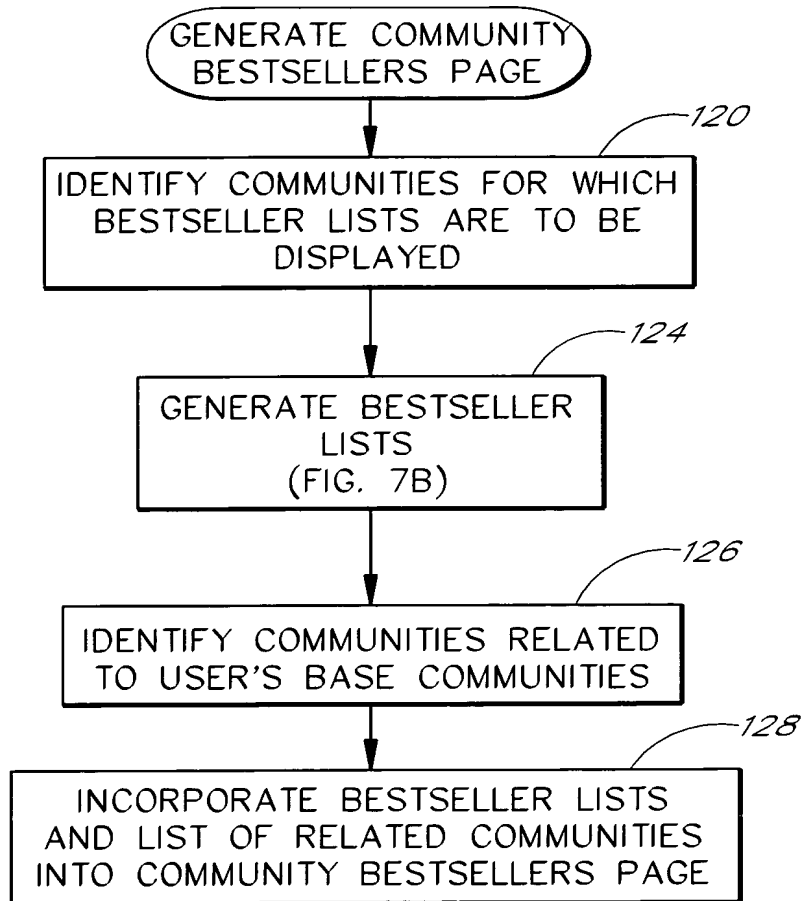 GENERATE COMMUNITY
BESTSELLERS PAGE
120
IDENTIFY COMMUNITIES FOR WHICH
BESTSELLER LISTS ARE TO BE
DISPLAYED
124
GENERATE BESTSELLER
LISTS
(FIG. 7B)
126
IDENTIFY COMMUNITIES RELATED
TO USER'S BASE COMMUNITIES
128
INCORPORATE BESTSELLER LISTS
AND LIST OF RELATED COMMUNITIES
INTO COMMUNITY BESTSELLERS PAGE